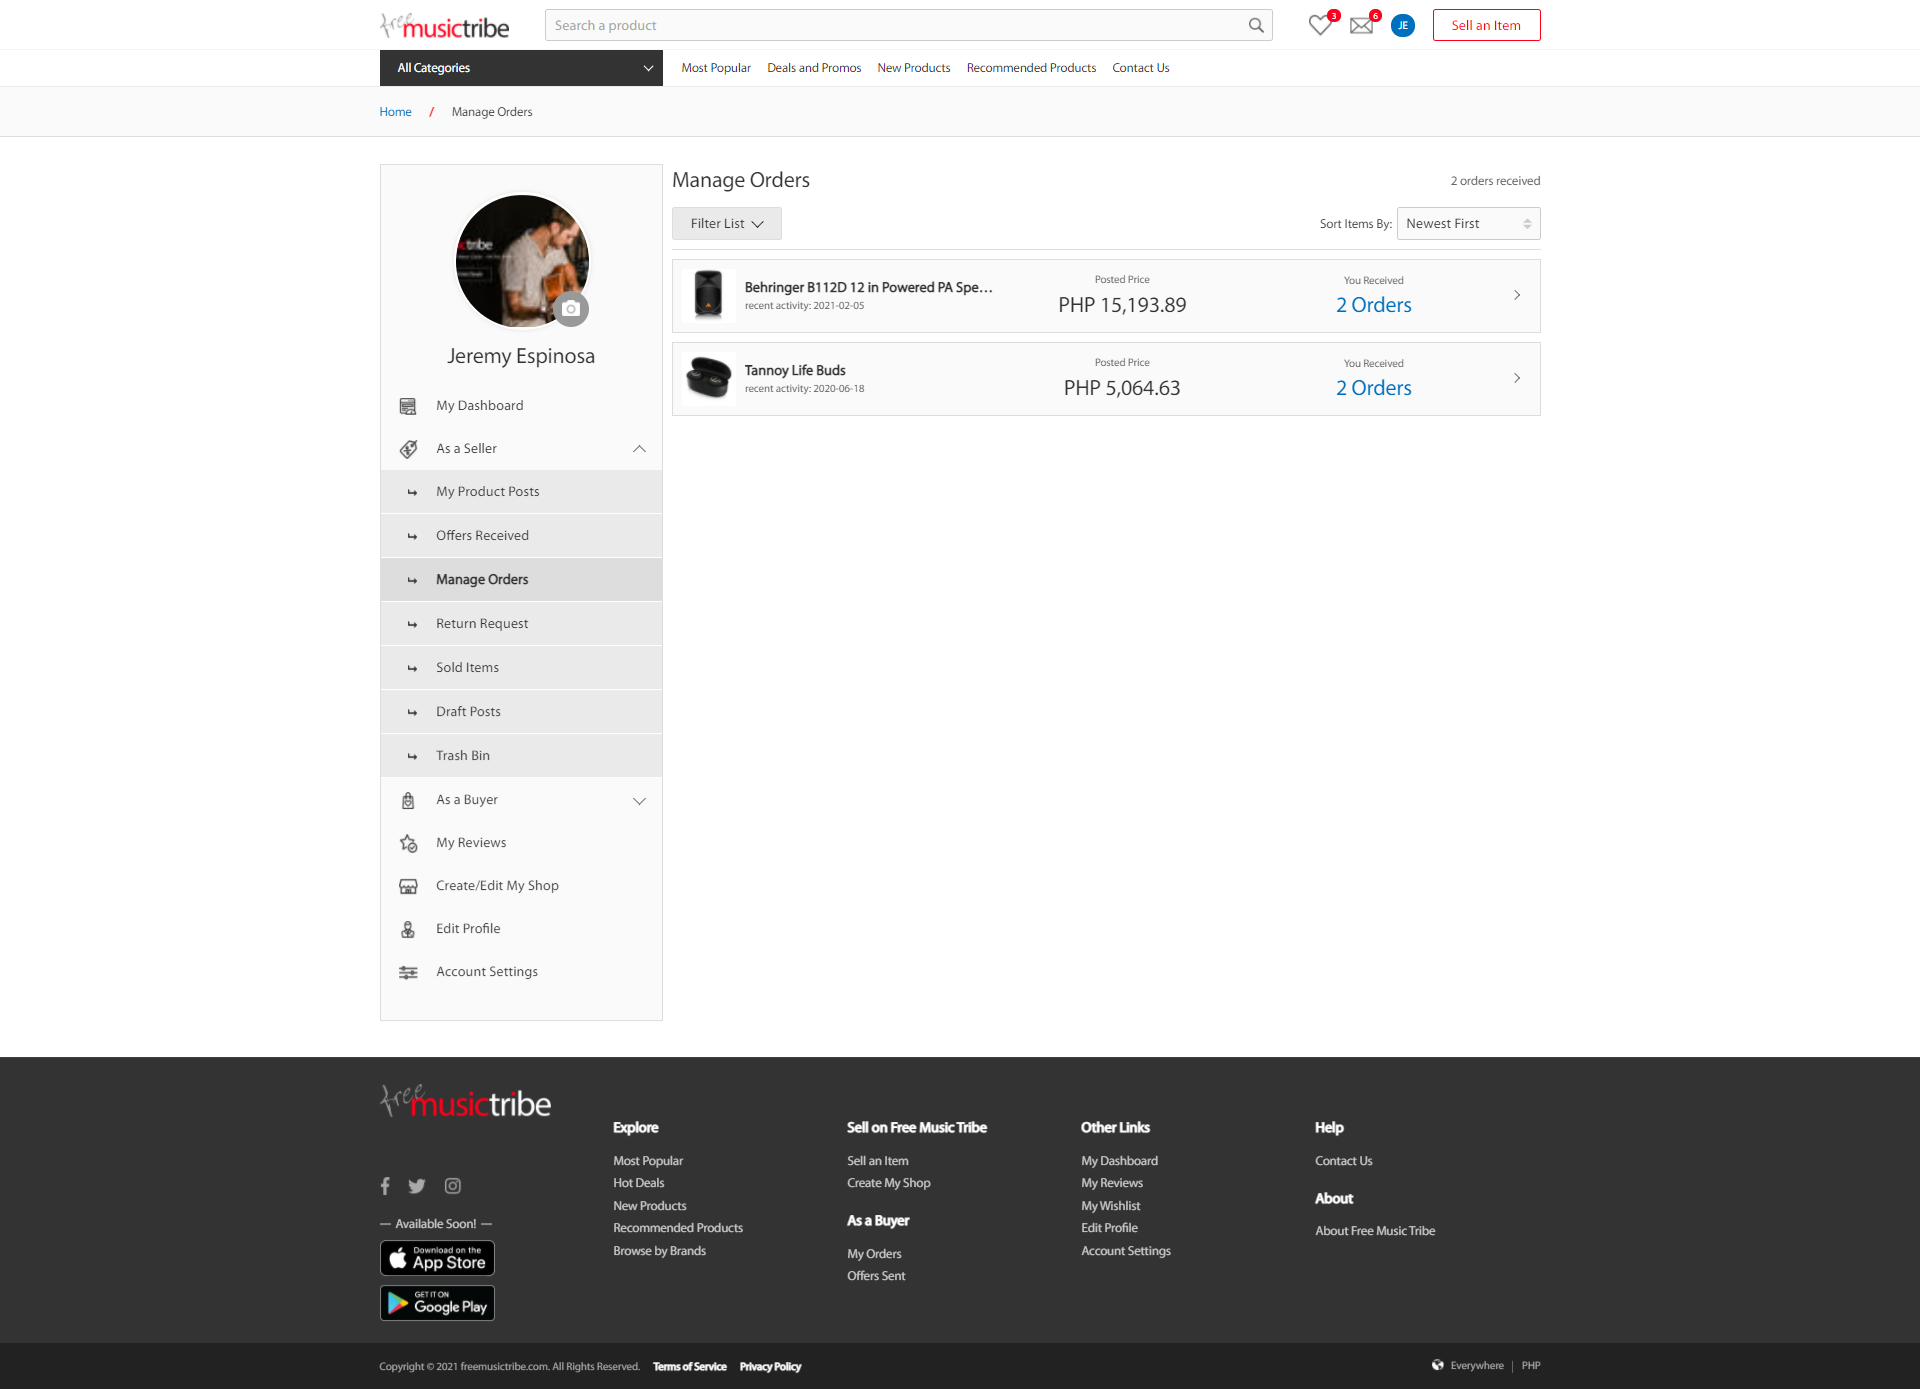 free musictribe
Search a product
3
6
JE
Sell an Item
All Categories
Most Popular
Deals and Promos
New Products
Recommended Products
Contact Us
Home / Manage Orders
Jeremy Espinosa
My Dashboard
As a Seller
My Product Posts
Offers Received
Manage Orders
Return Request
Sold Items
Draft Posts
Trash Bin
As a Buyer
My Reviews
Create/Edit My Shop
Edit Profile
Account Settings
Manage Orders
2 orders received
Filter List
Sort Items By: Newest First
Behringer B112D 12 in Powered PA Spe...
recent activity: 2021-02-05
Posted Price
PHP 15,193.89
You Received
2 Orders
Tannoy Life Buds
recent activity: 2020-06-18
Posted Price
PHP 5,064.63
You Received
2 Orders
free musictribe
— Available Soon! —
Download on the
App Store
GET IT ON
Google Play
Explore
Most Popular
Hot Deals
New Products
Recommended Products
Browse by Brands
Sell on Free Music Tribe
Sell an Item
Create My Shop
As a Buyer
My Orders
Offers Sent
Other Links
My Dashboard
My Reviews
My Wishlist
Edit Profile
Account Settings
Help
Contact Us
About
About Free Music Tribe
Copyright © 2021 freemusictribe.com. All Rights Reserved. Terms of Service Privacy Policy
Everywhere | PHP